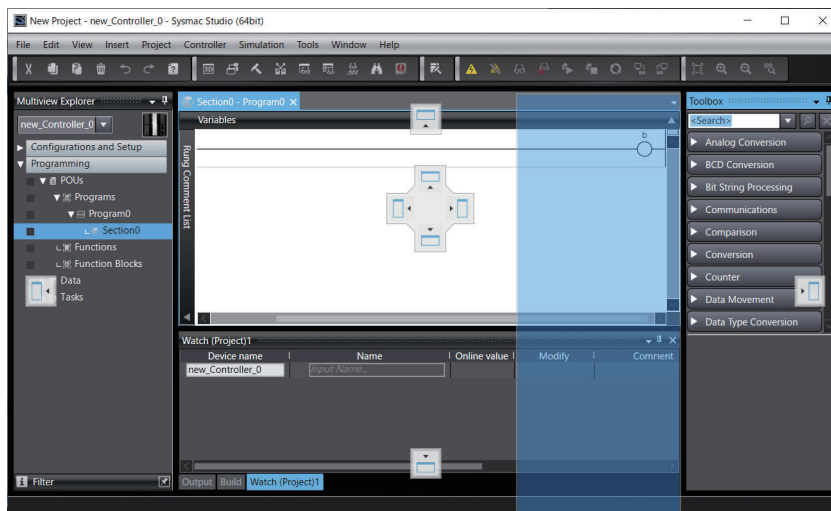 New Project - new_Controller_0 - Sysmac Studio (64bit)
File Edit View Insert Project Controller Simulation Tools Window Help
Multiview Explorer
new_Controller_0
Configurations and Setup
Programming
POUs
Programs
Program0
Section0
Functions
Function Blocks
Data
Tasks
Filter
Section0 - Program0
Variables
Rung Comment List
b
Watch (Project)1
Device name Name Online value Modify Comment
new_Controller_0 Input Name...
Output Build Watch (Project)1
Toolbox
<Search>
Analog Conversion
BCD Conversion
Bit String Processing
Communications
Comparison
Conversion
Counter
Data Movement
Data Type Conversion